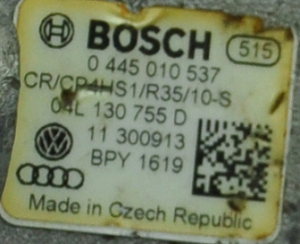 BOSCH 515
0 445 010 537
CR/CP4HS1/R35/10-S
04L 130 755 D
11 300913
BPY 1619
Made in Czech Republic